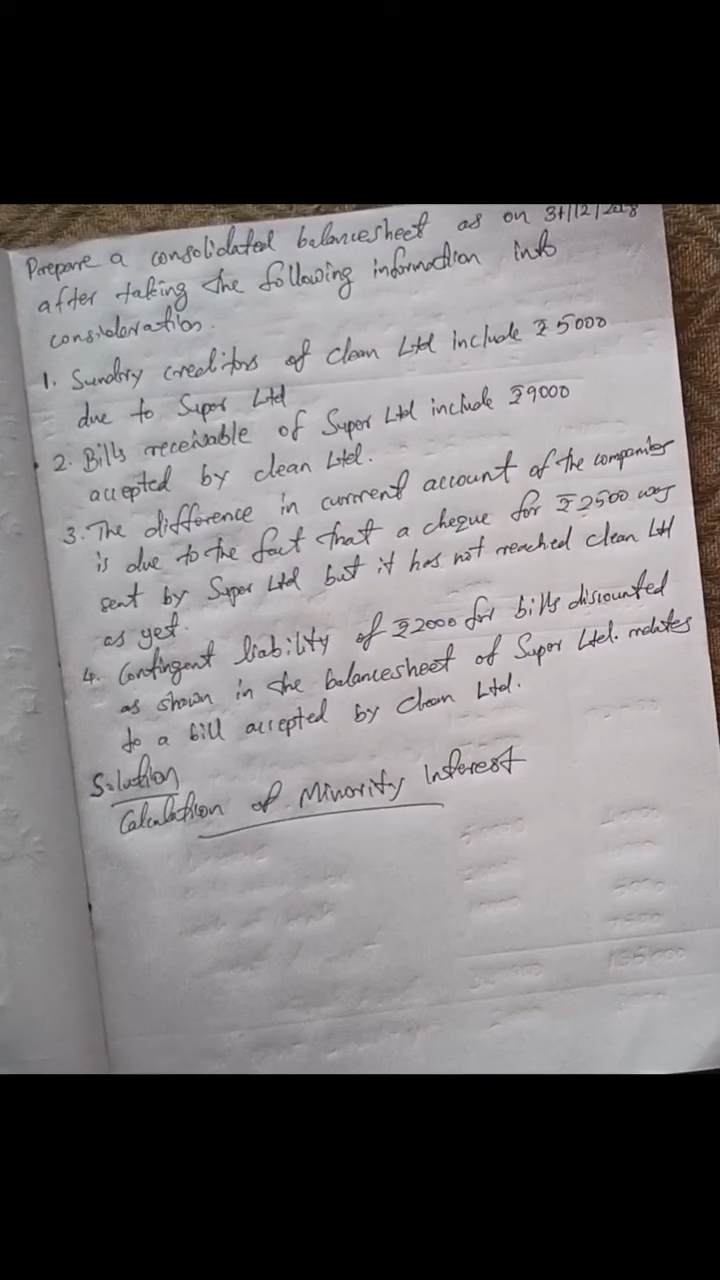 Prepare a consolidated balancesheet as on 31/12/2018
after taking the following information into
consideration.
1. Sundry creditors of clean Ltd include ₹5000
due to Super Ltd
2. Bills receivable of Super Ltd include ₹9000
accepted by clean Ltd.
3. The difference in current account of the companies
is due to the fact that a cheque for ₹2500 was
sent by Super Ltd but it has not reached clean Ltd
as yet.
4. Contingent liability of ₹2000 for bills discounted
as shown in the balancesheet of Super Ltd. relates
to a bill accepted by Clean Ltd.
Solution
Calculation of Minority Interest